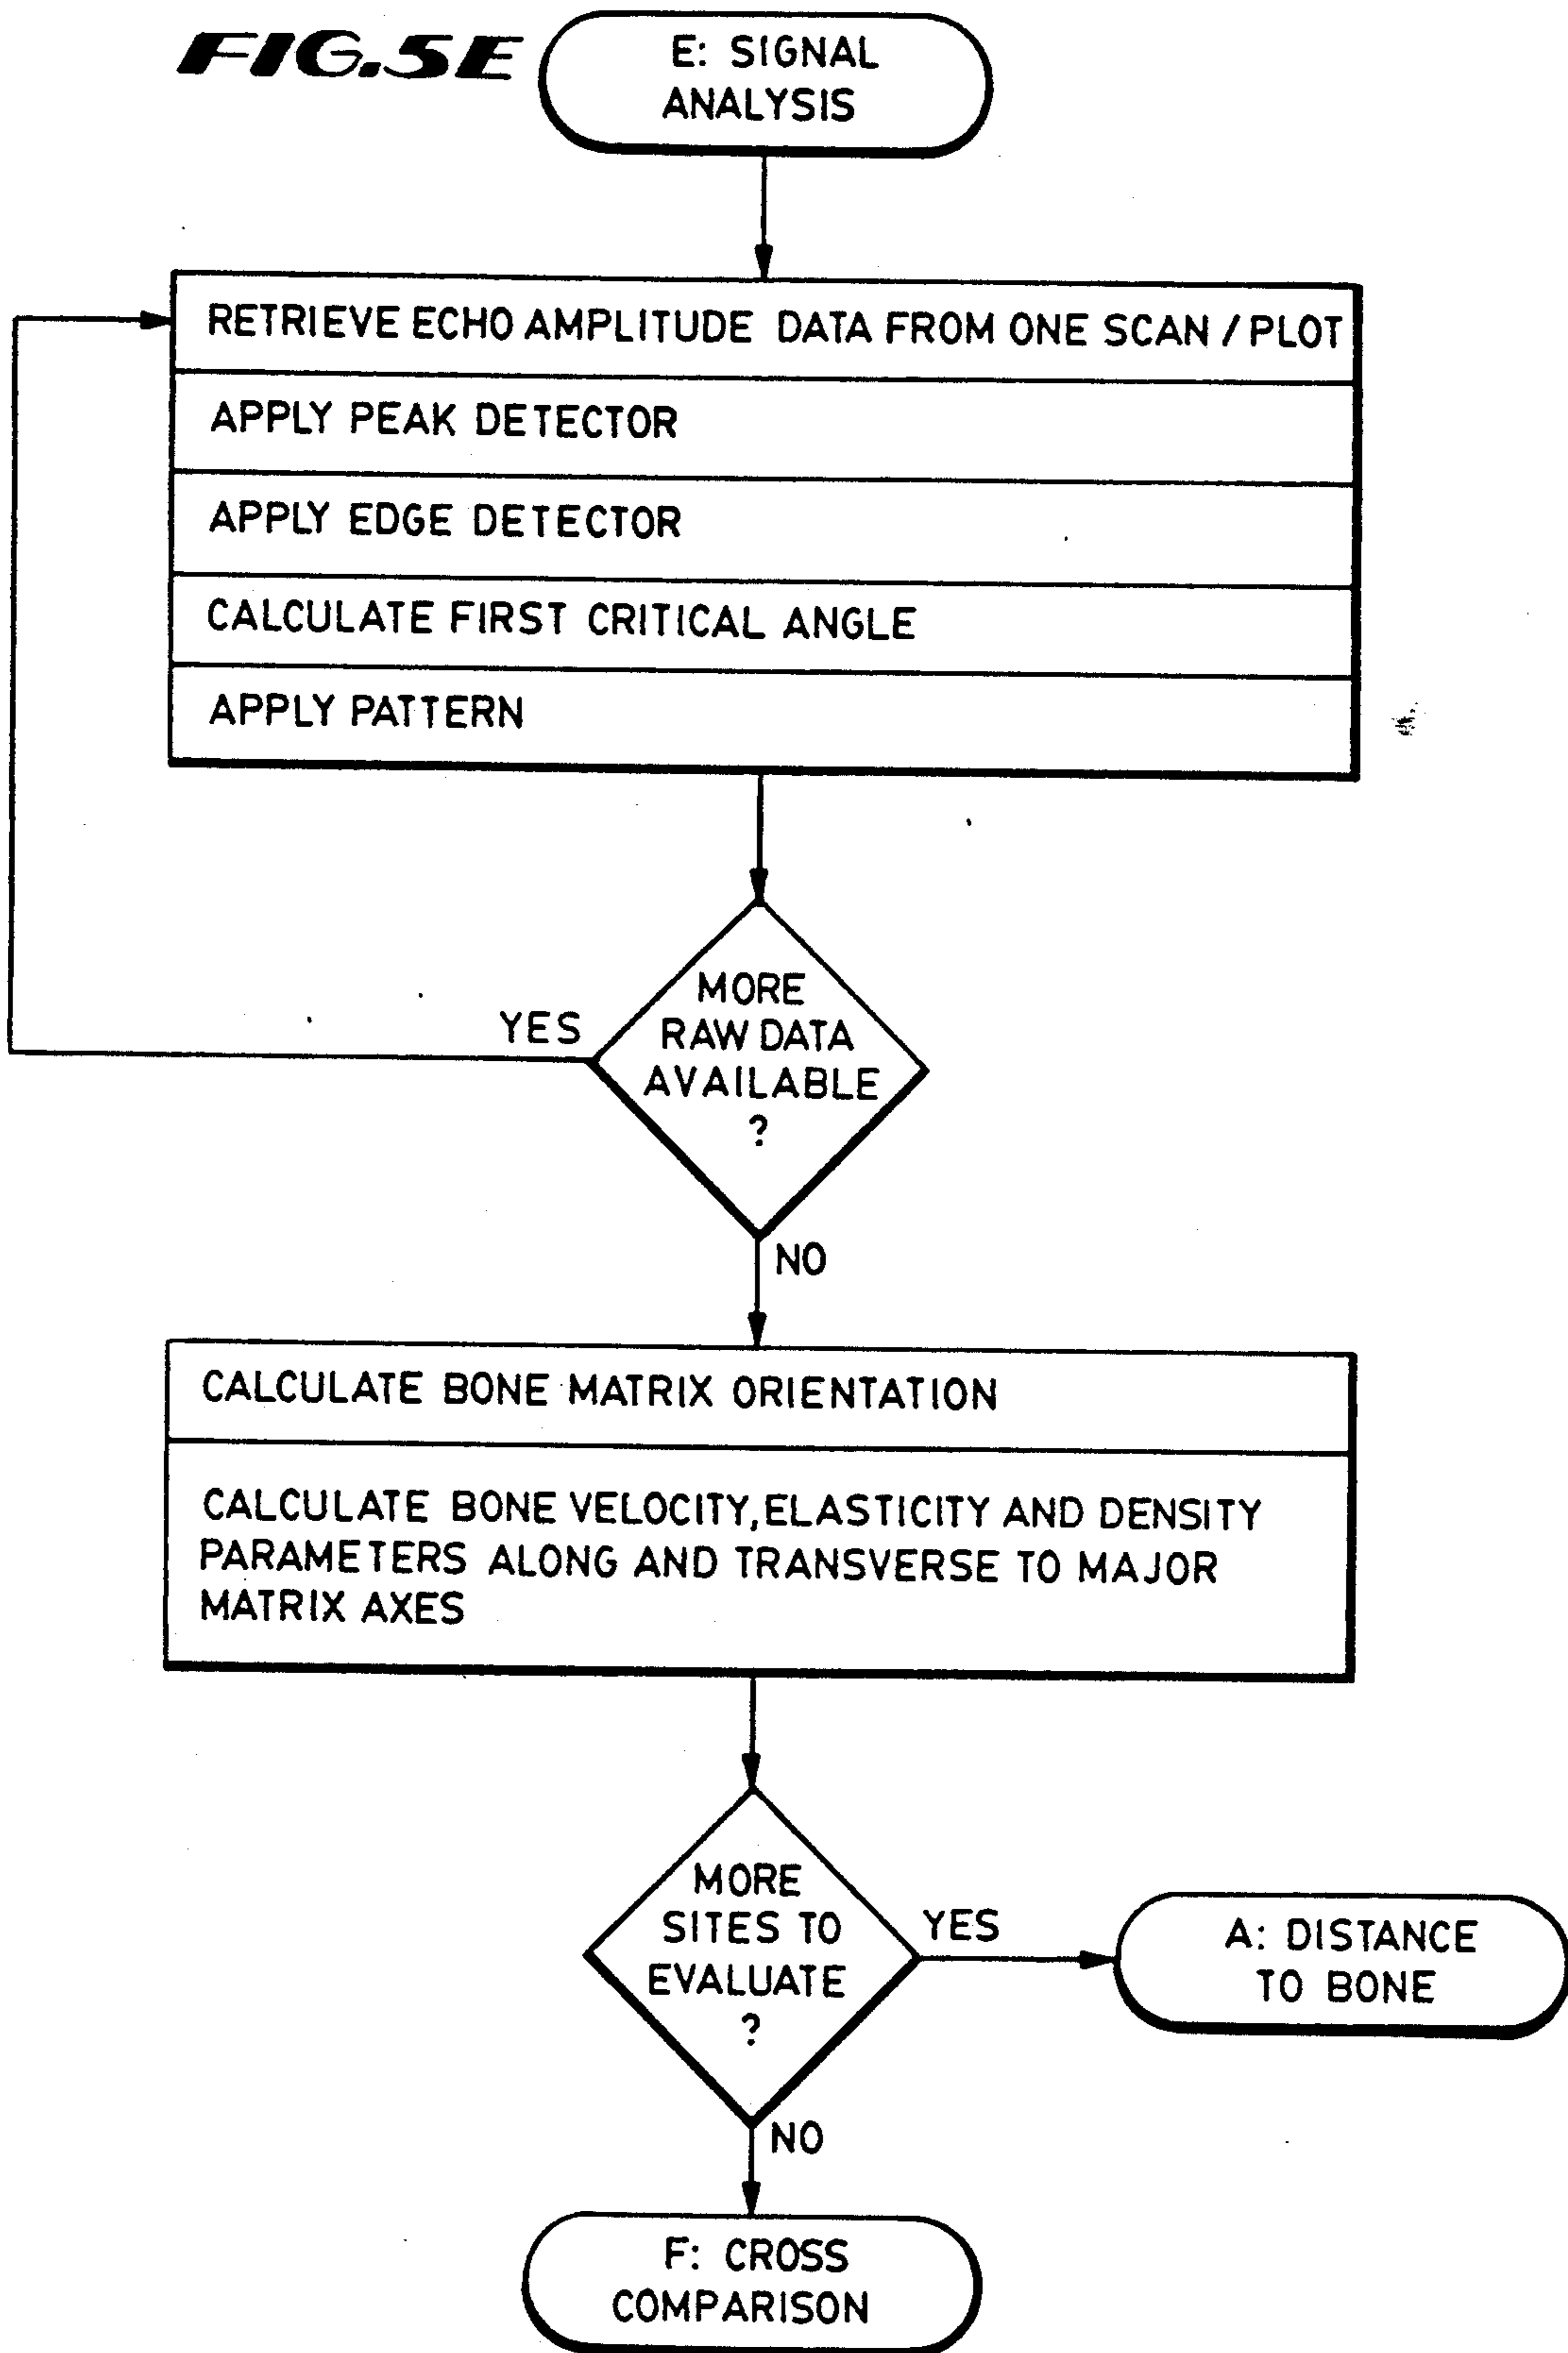 FIG.5E
E: SIGNAL
ANALYSIS
RETRIEVE ECHO AMPLITUDE DATA FROM ONE SCAN / PLOT
APPLY PEAK DETECTOR
APPLY EDGE DETECTOR
CALCULATE FIRST CRITICAL ANGLE
APPLY PATTERN
MORE
RAW DATA
AVAILABLE
?
YES
NO
CALCULATE BONE MATRIX ORIENTATION
CALCULATE BONE VELOCITY, ELASTICITY AND DENSITY
PARAMETERS ALONG AND TRANSVERSE TO MAJOR
MATRIX AXES
MORE
SITES TO
EVALUATE
?
YES
A: DISTANCE
TO BONE
NO
F: CROSS
COMPARISON